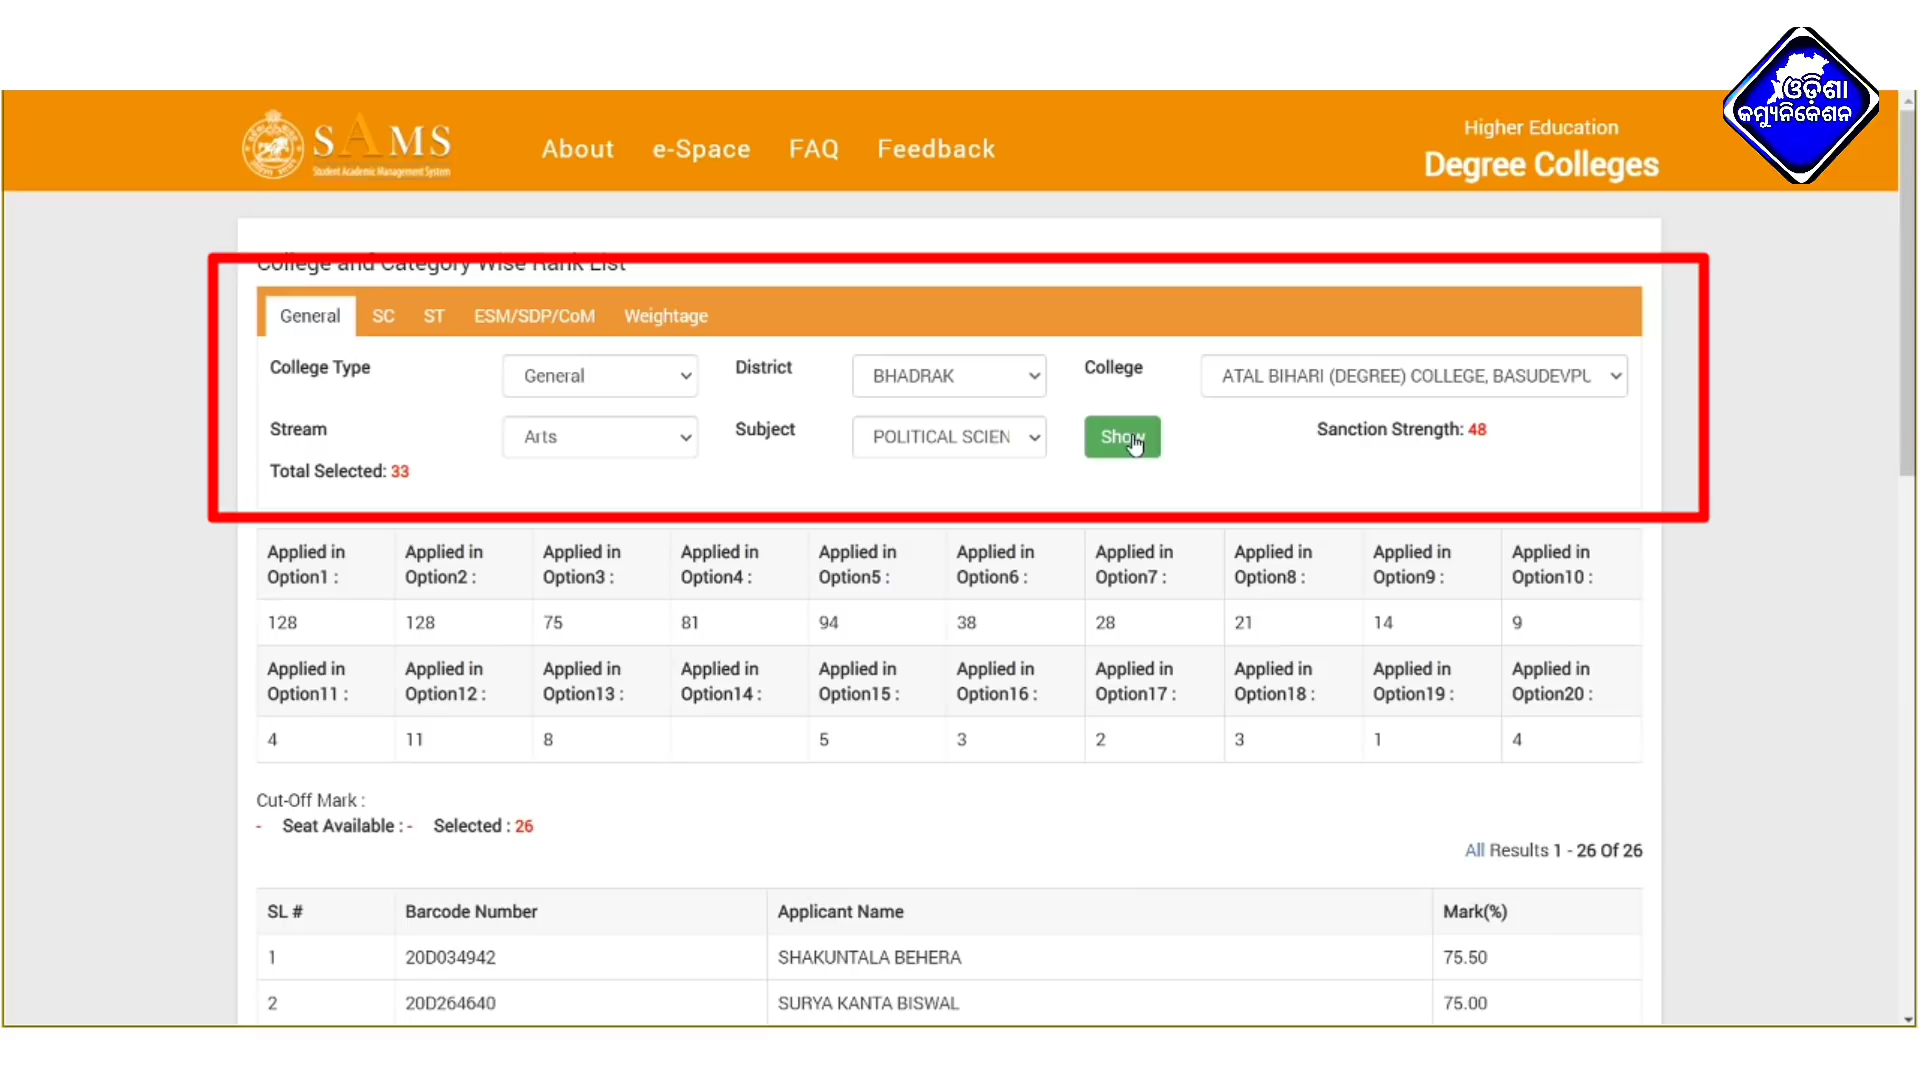 ଓଡ଼ିଶା
କମ୍ୟୁନିକେଶନ
SAMS
Student Academic Management System
About e-Space FAQ Feedback
Higher Education
Degree Colleges
College and Category Wise Rank List
General SC ST ESM/SDP/CoM Weightage
College Type General District BHADRAK College ATAL BIHARI (DEGREE) COLLEGE, BASUDEVPU
Stream Arts Subject POLITICAL SCIEN Show Sanction Strength: 48
Total Selected: 33
Applied in Option1 : Applied in Option2 : Applied in Option3 : Applied in Option4 : Applied in Option5 : Applied in Option6 : Applied in Option7 : Applied in Option8 : Applied in Option9 : Applied in Option10 :
128 128 75 81 94 38 28 21 14 9
Applied in Option11 : Applied in Option12 : Applied in Option13 : Applied in Option14 : Applied in Option15 : Applied in Option16 : Applied in Option17 : Applied in Option18 : Applied in Option19 : Applied in Option20 :
4 11 8 5 3 2 3 1 4
Cut-Off Mark :
- Seat Available : - Selected : 26
All Results 1 - 26 Of 26
SL # Barcode Number Applicant Name Mark(%)
1 20D034942 SHAKUNTALA BEHERA 75.50
2 20D264640 SURYA KANTA BISWAL 75.00